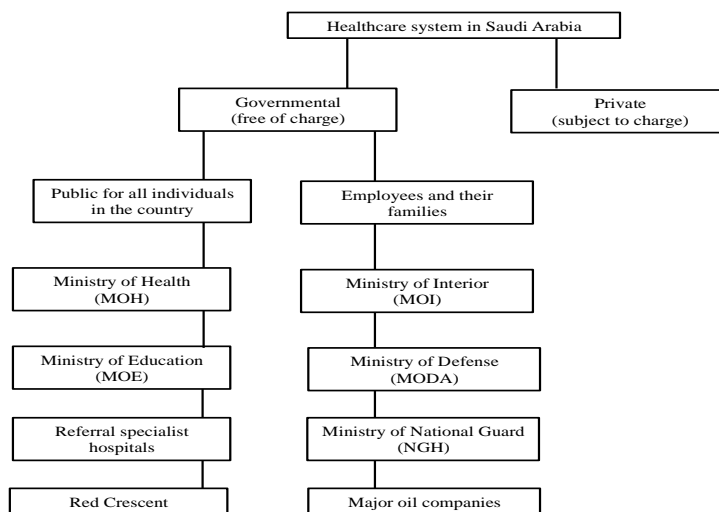 Healthcare system in Saudi Arabia
Governmental
(free of charge)
Private
(subject to charge)
Public for all individuals
in the country
Employees and their
families
Ministry of Health
(MOH)
Ministry of Interior
(MOI)
Ministry of Education
(MOE)
Ministry of Defense
(MODA)
Referral specialist
hospitals
Ministry of National Guard
(NGH)
Red Crescent
Major oil companies